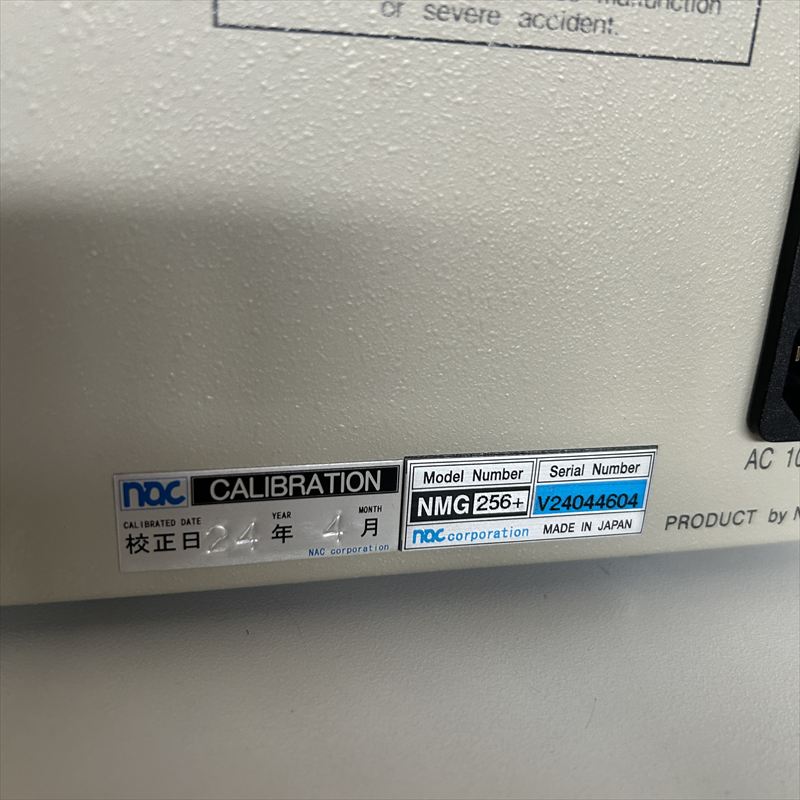 malfunction
or severe accident.
nac CALIBRATION
CALIBRATED DATE YEAR MONTH
校正日 24 年 4 月
NAC corporation
Model Number Serial Number
NMG 256+ V24044604
nac corporation MADE IN JAPAN
AC 10
PRODUCT by N